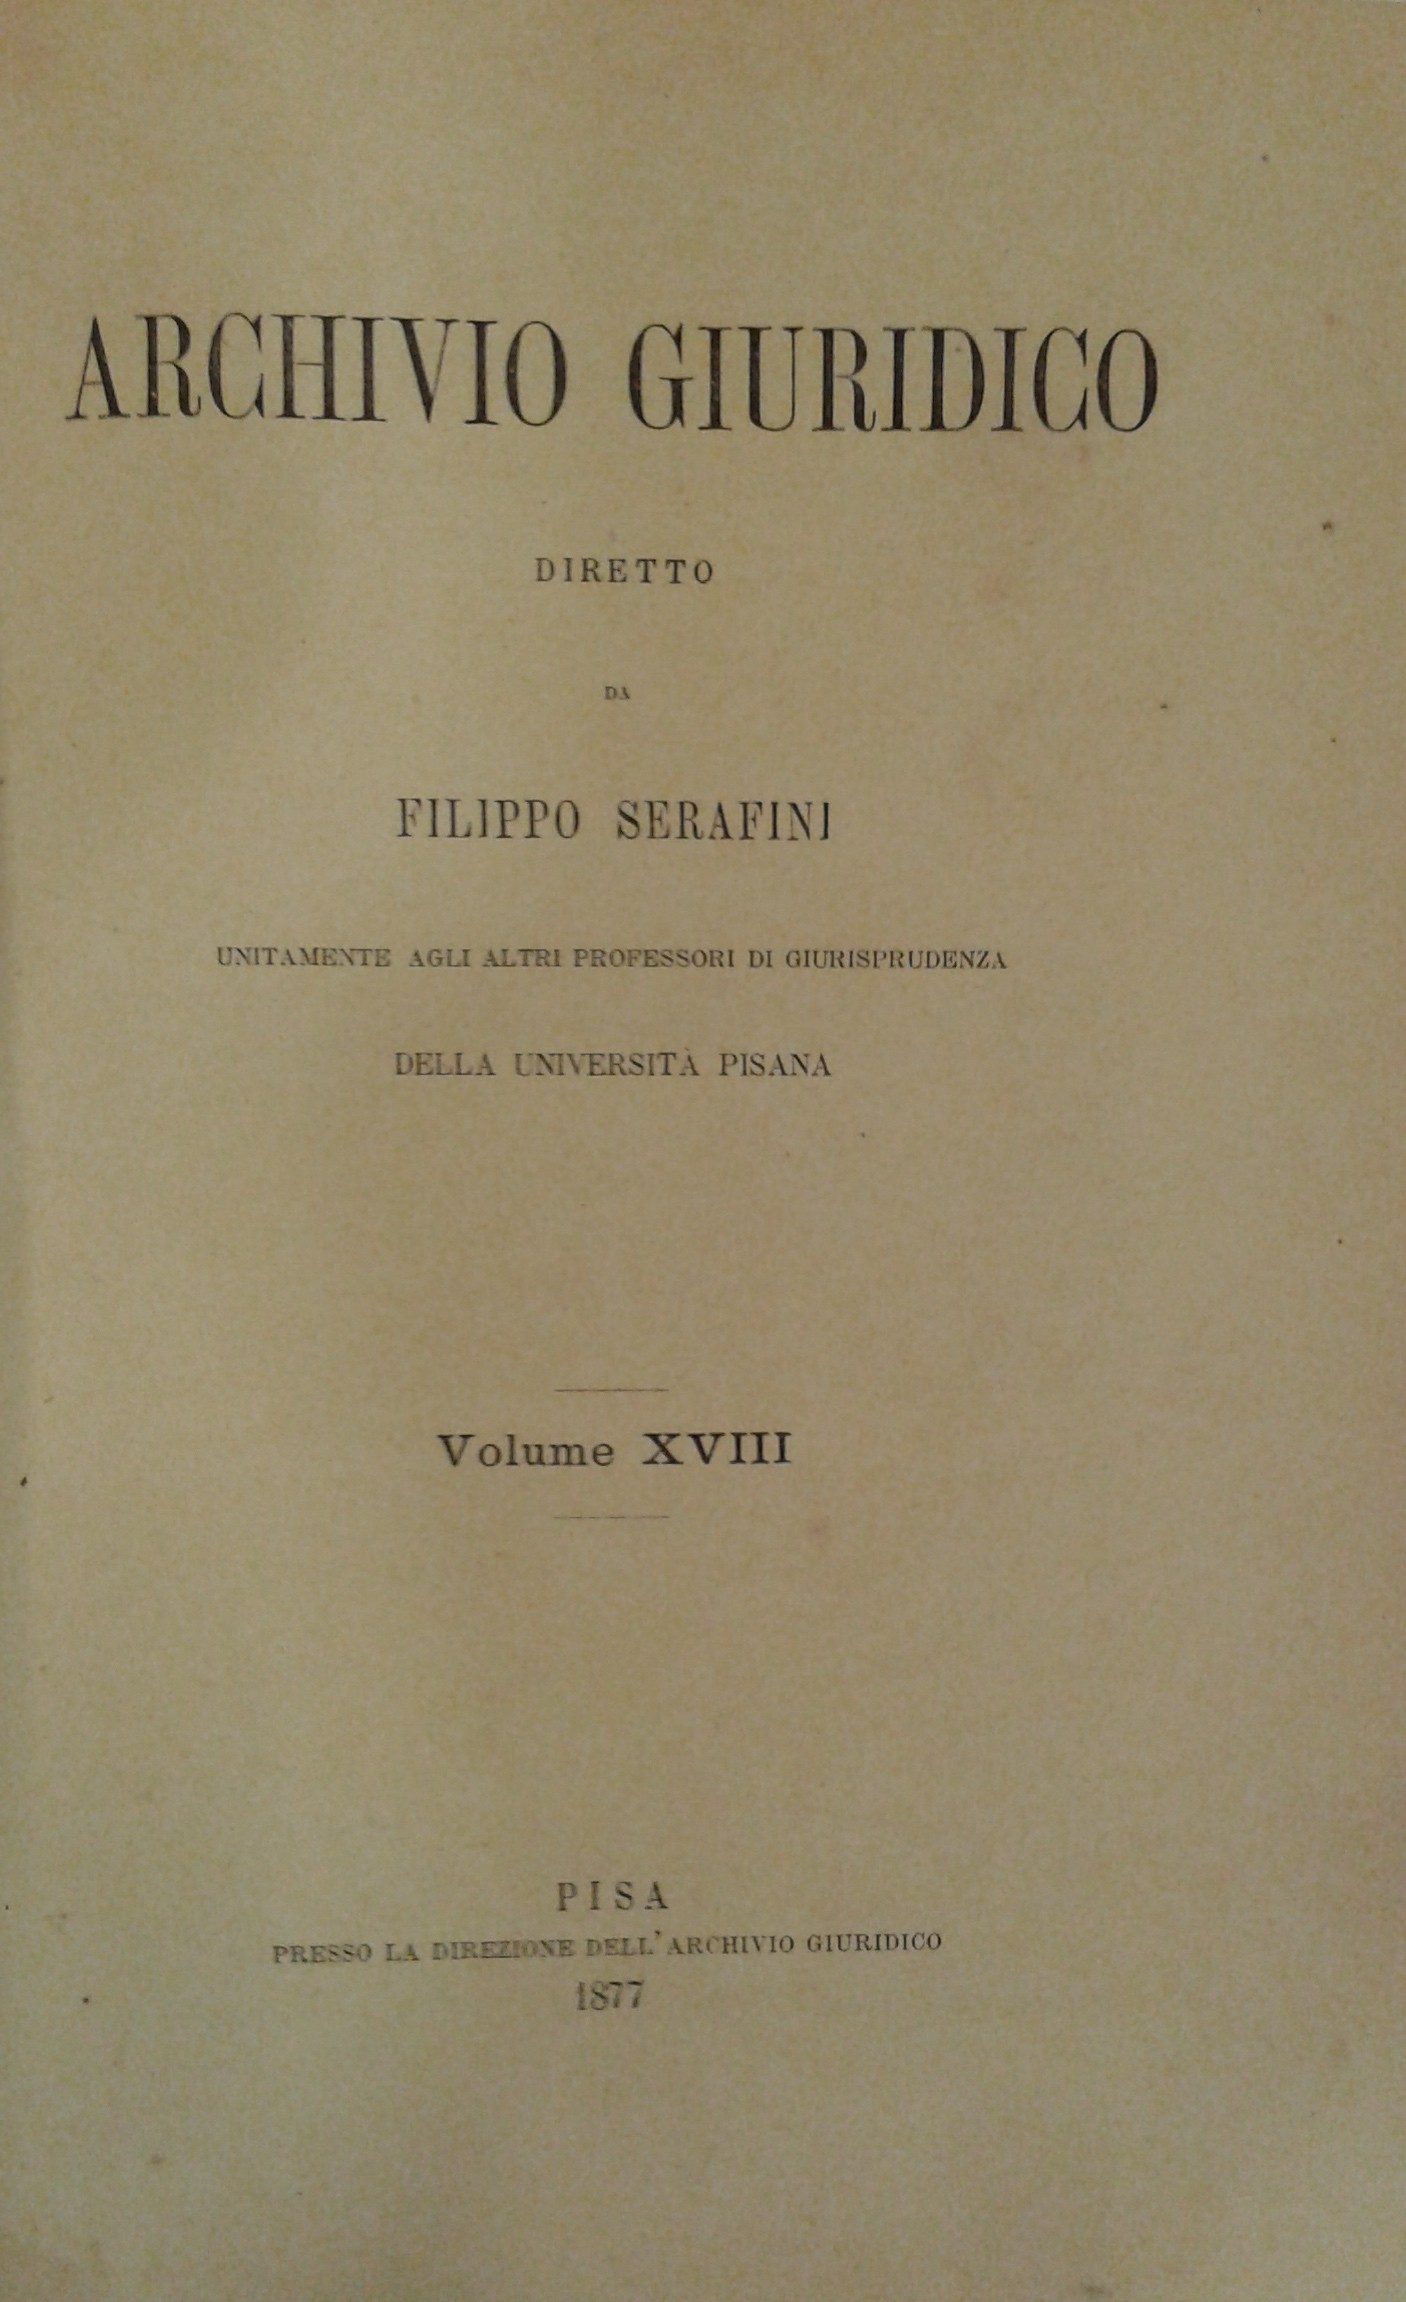 ARCHIVIO GIURIDICO
DIRETTO
DA
FILIPPO SERAFINI
UNITAMENTE AGLI ALTRI PROFESSORI DI GIURISPRUDENZA
DELLA UNIVERSITÀ PISANA
Volume XVIII
PISA
PRESSO LA DIREZIONE DELL'ARCHIVIO GIURIDICO
1877